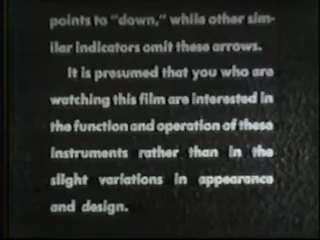 points to "down," while other sim-
ilar indicators omit these arrows.
It is presumed that you who are
watching this film are interested in
the function and operation of these
instruments rather than in the
slight variations in appearance
and design.